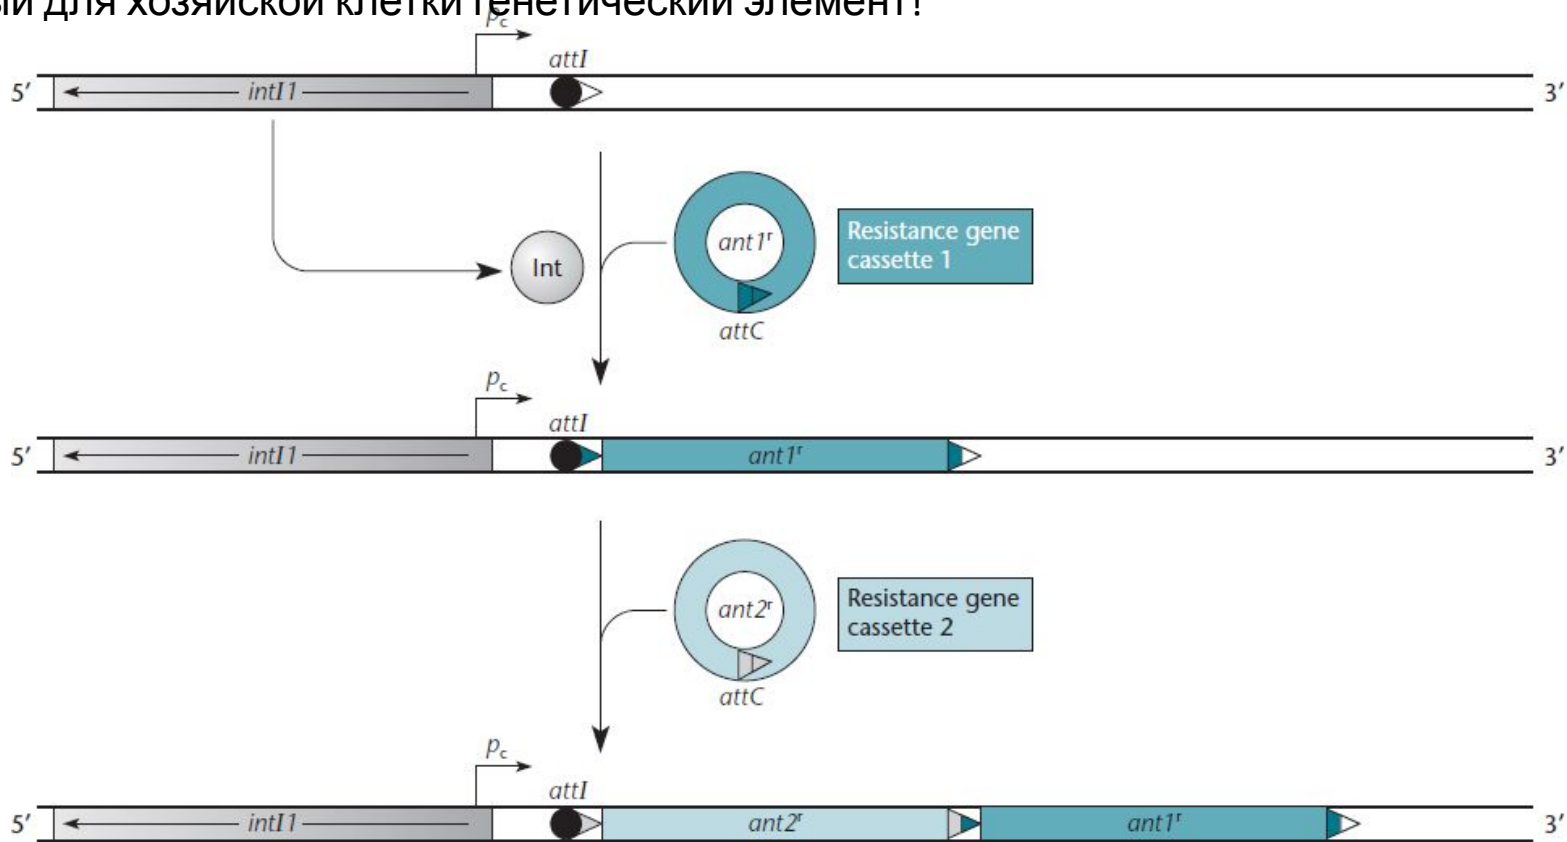 для хозяйской клетки генетический элемент!
Pc
attI
5′ intI1 3′
Int
ant1ʳ
attC
Resistance gene
cassette 1
Pc
attI
5′ intI1 ant1ʳ 3′
ant2ʳ
attC
Resistance gene
cassette 2
Pc
attI
5′ intI1 ant2ʳ ant1ʳ 3′